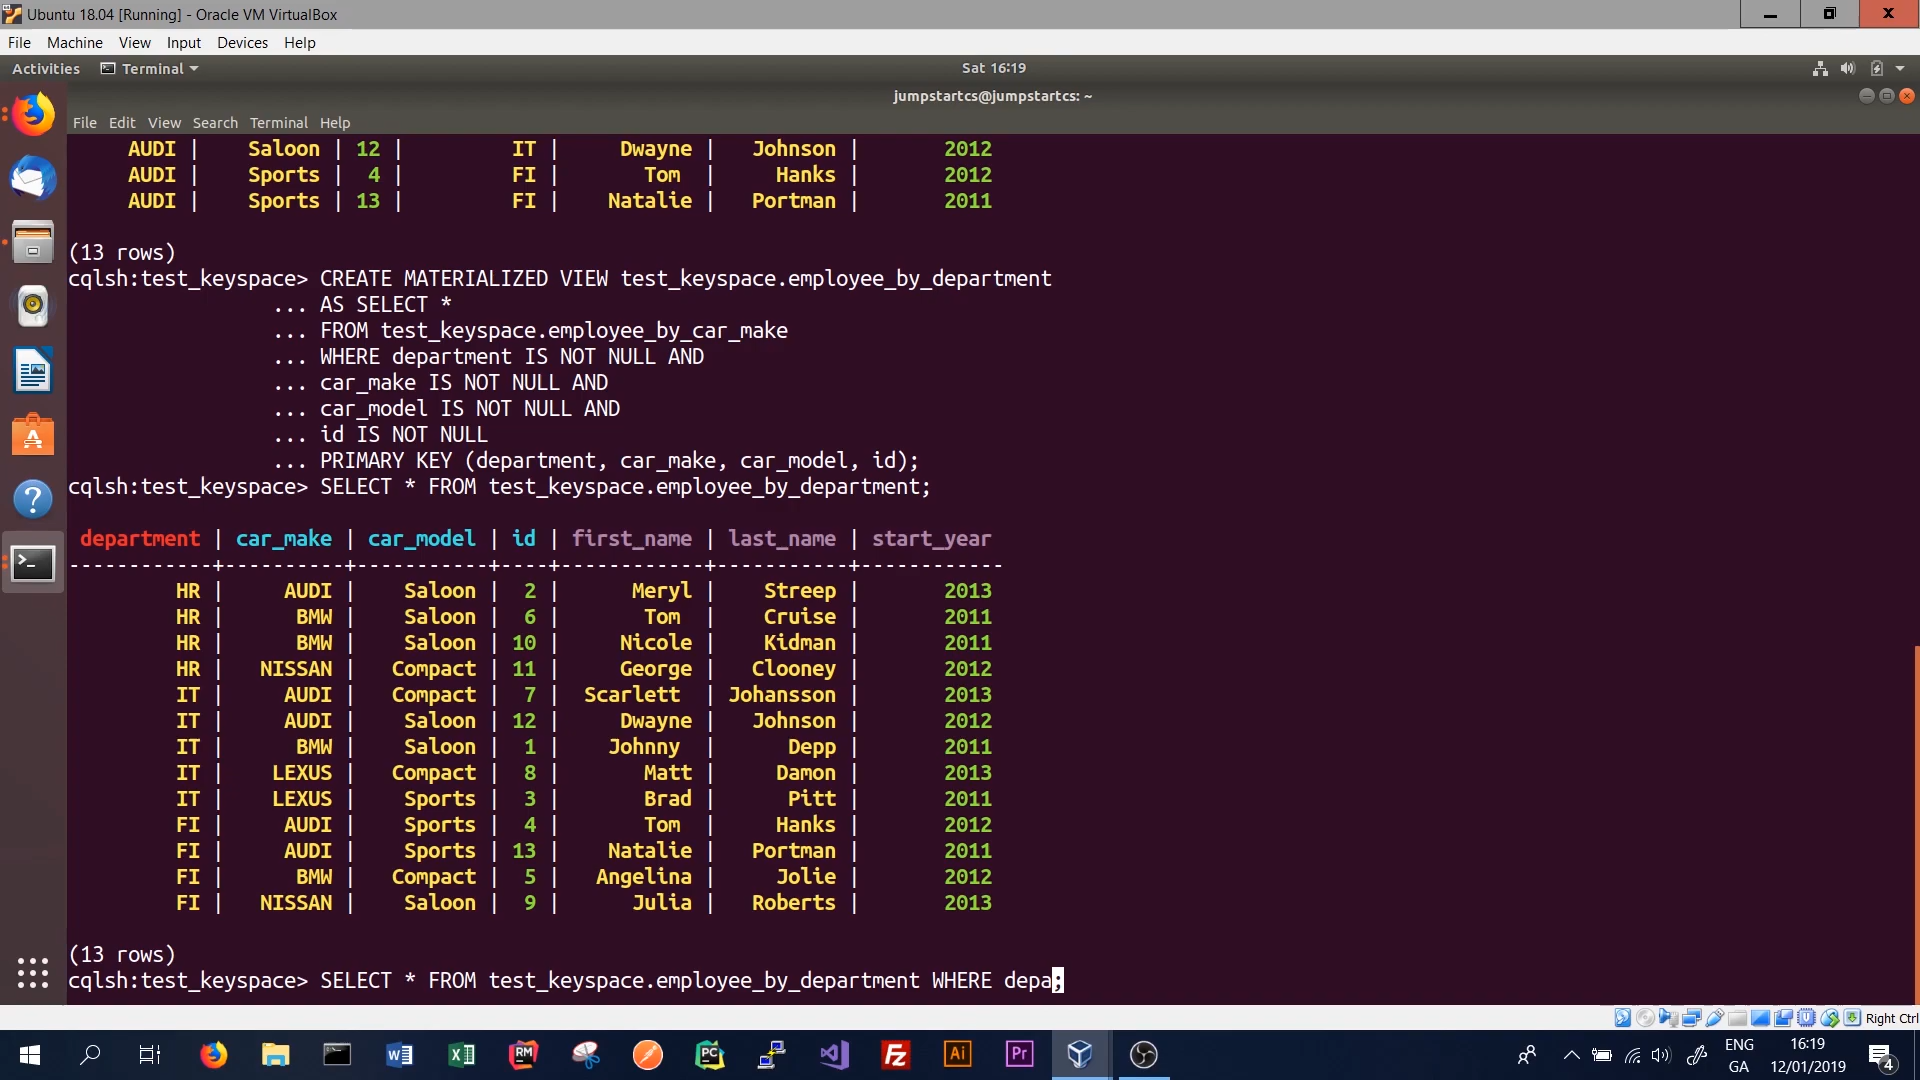 Ubuntu 18.04 [Running] - Oracle VM VirtualBox
File Machine View Input Devices Help
Activities Terminal Sat 16:19
jumpstartcs@jumpstartcs: ~
File Edit View Search Terminal Help
AUDI | Saloon | 12 | IT | Dwayne | Johnson | 2012
AUDI | Sports | 4 | FI | Tom | Hanks | 2012
AUDI | Sports | 13 | FI | Natalie | Portman | 2011
(13 rows)
cqlsh:test_keyspace> CREATE MATERIALIZED VIEW test_keyspace.employee_by_department
... AS SELECT *
... FROM test_keyspace.employee_by_car_make
... WHERE department IS NOT NULL AND
... car_make IS NOT NULL AND
... car_model IS NOT NULL AND
... id IS NOT NULL
... PRIMARY KEY (department, car_make, car_model, id);
cqlsh:test_keyspace> SELECT * FROM test_keyspace.employee_by_department;
department | car_make | car_model | id | first_name | last_name | start_year
------------+----------+-----------+----+------------+-----------+------------
HR | AUDI | Saloon | 2 | Meryl | Streep | 2013
HR | BMW | Saloon | 6 | Tom | Cruise | 2011
HR | BMW | Saloon | 10 | Nicole | Kidman | 2011
HR | NISSAN | Compact | 11 | George | Clooney | 2012
IT | AUDI | Compact | 7 | Scarlett | Johansson | 2013
IT | AUDI | Saloon | 12 | Dwayne | Johnson | 2012
IT | BMW | Saloon | 1 | Johnny | Depp | 2011
IT | LEXUS | Compact | 8 | Matt | Damon | 2013
IT | LEXUS | Sports | 3 | Brad | Pitt | 2011
FI | AUDI | Sports | 4 | Tom | Hanks | 2012
FI | AUDI | Sports | 13 | Natalie | Portman | 2011
FI | BMW | Compact | 5 | Angelina | Jolie | 2012
FI | NISSAN | Saloon | 9 | Julia | Roberts | 2013
(13 rows)
cqlsh:test_keyspace> SELECT * FROM test_keyspace.employee_by_department WHERE depa;
Right Ctrl
ENG 16:19
GA 12/01/2019 4